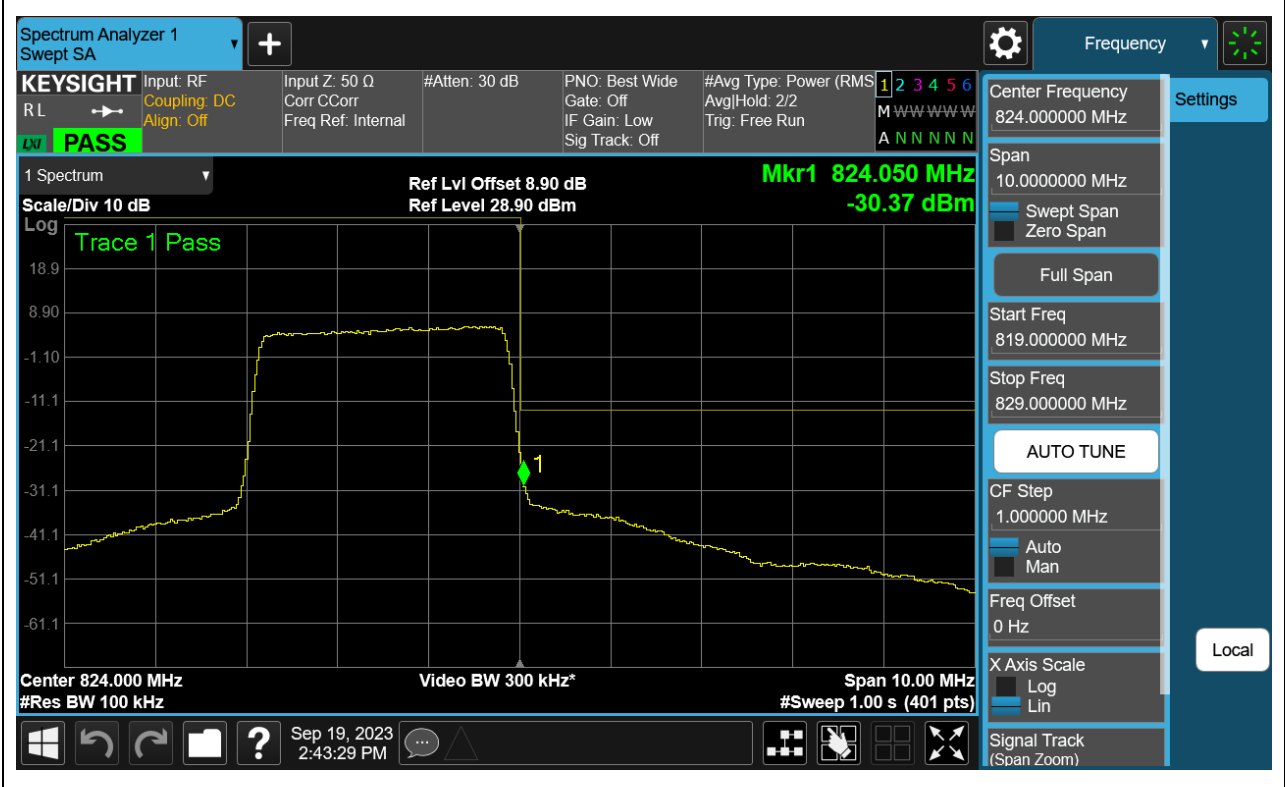 Spectrum Analyzer 1
Swept SA
+
Frequency
KEYSIGHT
R L
LXI
PASS
Input: RF
Coupling: DC
Align: Off
Input Z: 50 Ω
Corr CCorr
Freq Ref: Internal
#Atten: 30 dB
PNO: Best Wide
Gate: Off
IF Gain: Low
Sig Track: Off
#Avg Type: Power (RMS
Avg|Hold: 2/2
Trig: Free Run
1 2 3 4 5 6
M W W W W W
A N N N N N
1 Spectrum
Scale/Div 10 dB
Ref Lvl Offset 8.90 dB
Ref Level 28.90 dBm
Mkr1 824.050 MHz
-30.37 dBm
Log
Trace 1 Pass
18.9
8.90
-1.10
-11.1
-21.1
-31.1
-41.1
-51.1
-61.1
1
Center 824.000 MHz
#Res BW 100 kHz
Video BW 300 kHz*
Span 10.00 MHz
#Sweep 1.00 s (401 pts)
Sep 19, 2023
2:43:29 PM
?
Center Frequency
824.000000 MHz
Span
10.0000000 MHz
Swept Span
Zero Span
Full Span
Start Freq
819.000000 MHz
Stop Freq
829.000000 MHz
AUTO TUNE
CF Step
1.000000 MHz
Auto
Man
Freq Offset
0 Hz
X Axis Scale
Log
Lin
Signal Track
(Span Zoom)
Settings
Local